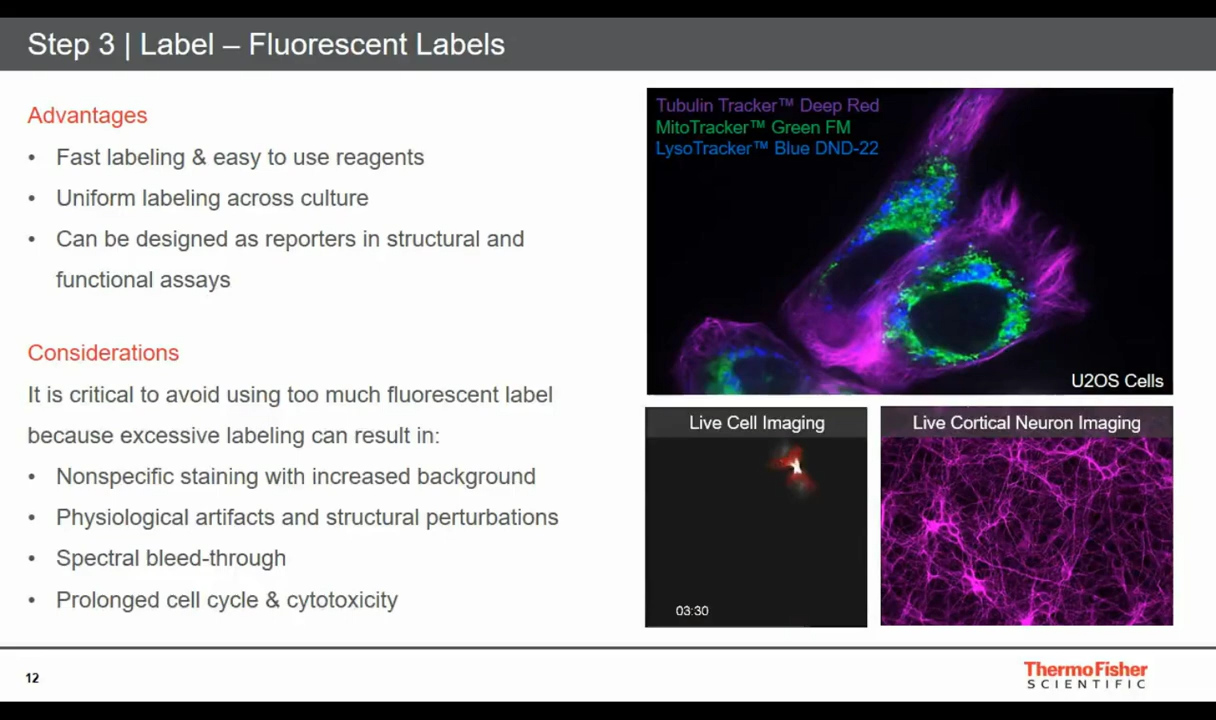 Step 3 | Label – Fluorescent Labels
Advantages
• Fast labeling & easy to use reagents
• Uniform labeling across culture
• Can be designed as reporters in structural and
functional assays
Considerations
It is critical to avoid using too much fluorescent label
because excessive labeling can result in:
• Nonspecific staining with increased background
• Physiological artifacts and structural perturbations
• Spectral bleed-through
• Prolonged cell cycle & cytotoxicity
Tubulin Tracker™ Deep Red
MitoTracker™ Green FM
LysoTracker™ Blue DND-22
U2OS Cells
Live Cell Imaging
03:30
Live Cortical Neuron Imaging
12
ThermoFisher
SCIENTIFIC